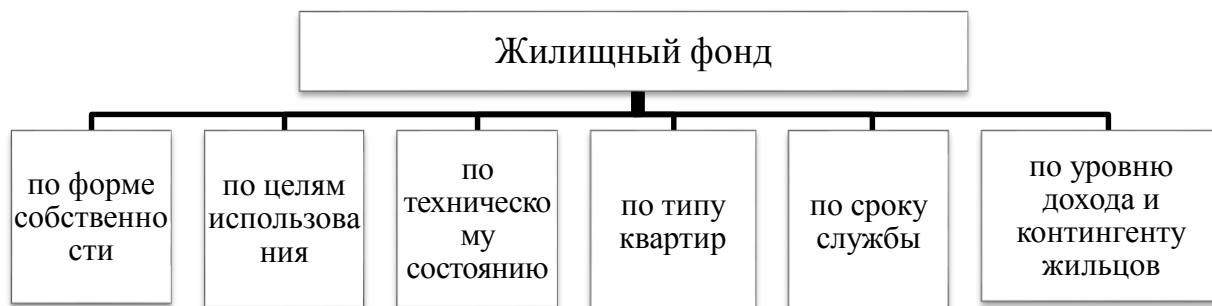 Жилищный фонд
по форме
собственно
сти
по целям
использова
ния
по
техническо
му
состоянию
по типу
квартир
по сроку
службы
по уровню
дохода и
контингенту
жильцов